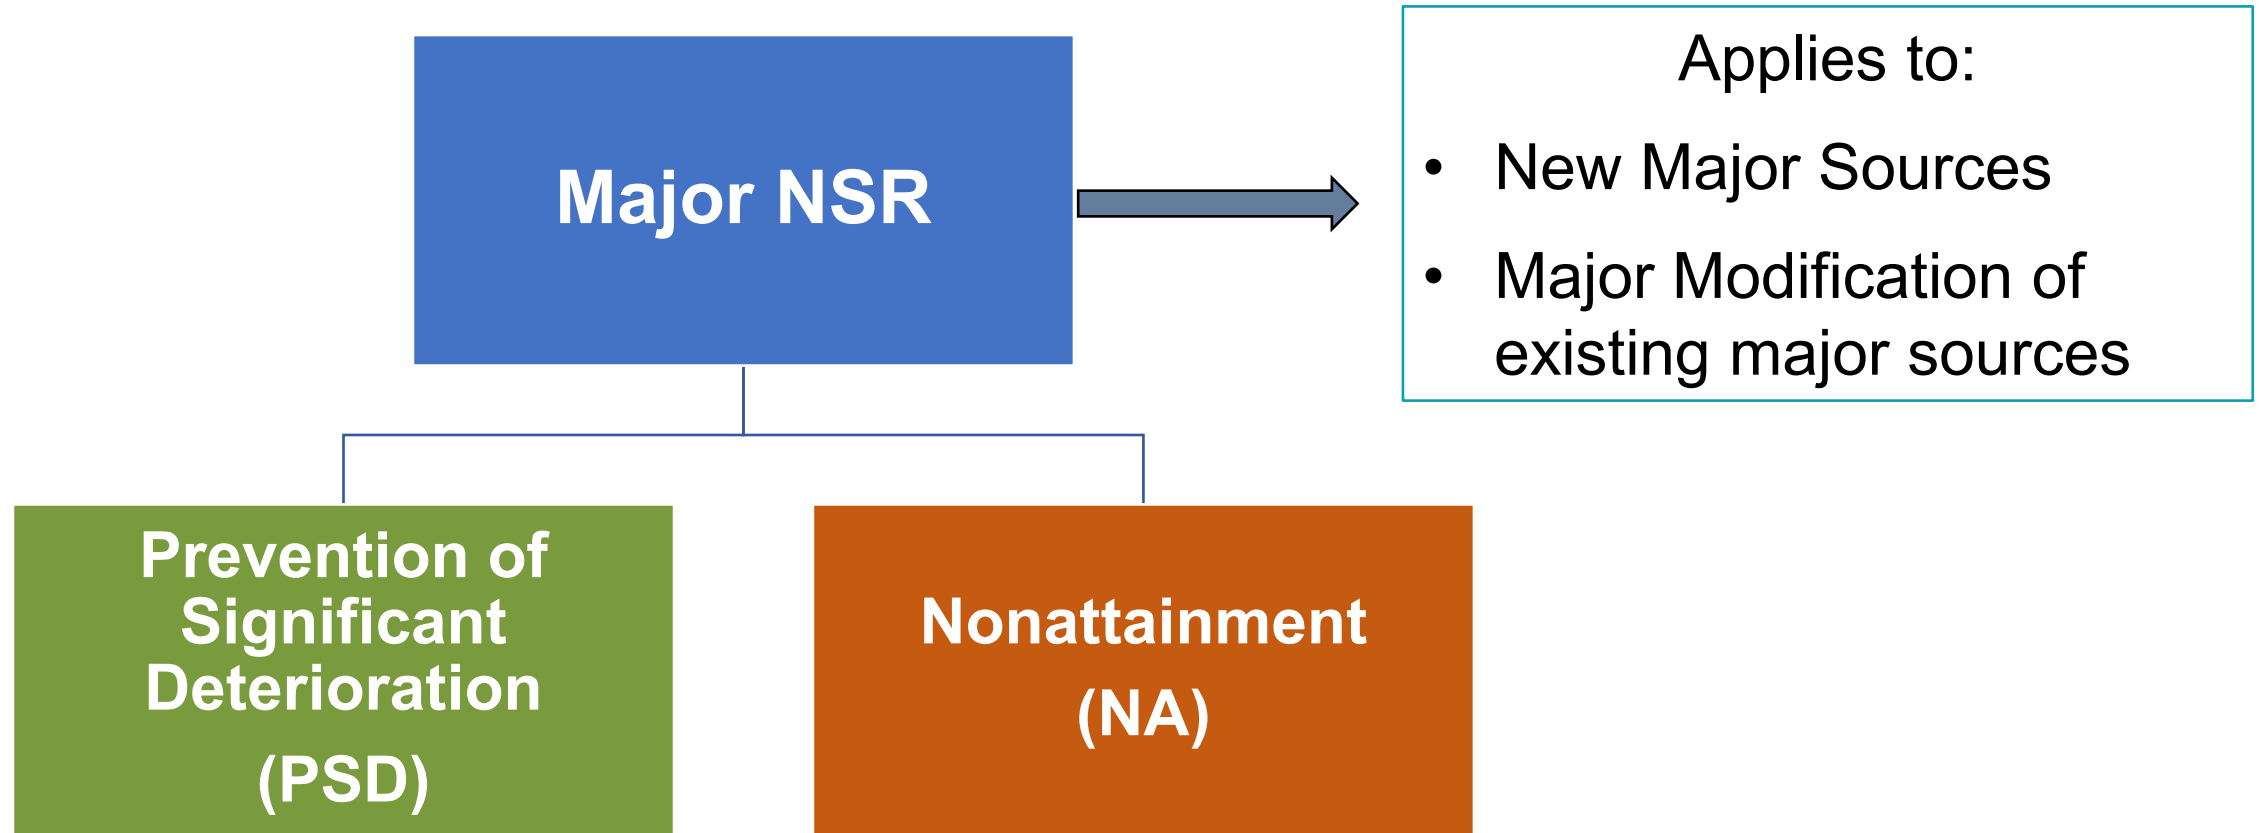 Major NSR
Applies to:
• New Major Sources
• Major Modification of
existing major sources
Prevention of
Significant
Deterioration
(PSD)
Nonattainment
(NA)